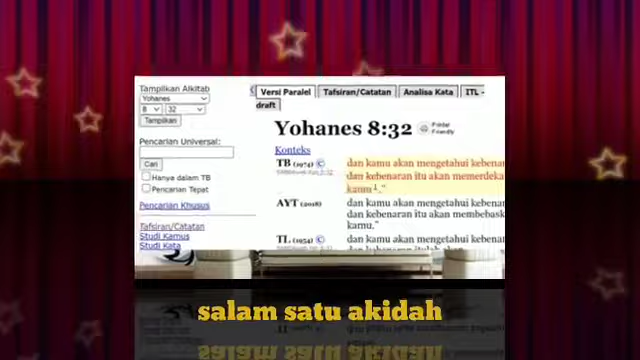 Tampilkan Alkitab
Yohanes
8 32
Tampilkan
Pencarian Universal:
Cari
Hanya dalam TB
Pencarian Tepat
Pencarian Khusus
Tafsiran/Catatan
Studi Kamus
Studi Kata
Versi Paralel Tafsiran/Catatan Analisa Kata ITL -
draft
Yohanes 8:32 Printer
Friendly
Konteks
TB (1974) © dan kamu akan mengetahui kebenar
dan kebenaran itu akan memerdeka
kamu 1."
AYT (2018) dan kamu akan mengetahui kebenar
dan kebenaran itu akan membebask
kamu."
TL (1954) © dan kamu akan mengetahui kebenar
salam satu akidah